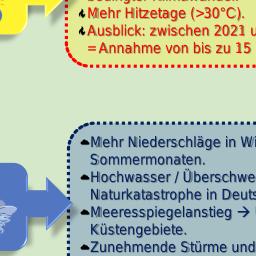 Mehr Hitzetage (>30°C).
Ausblick: zwischen 2021 u
= Annahme von bis zu 15
Mehr Niederschläge in Wi
Sommermonaten.
Hochwasser / Überschwe
Naturkatastrophe in Deuts
Meeresspiegelanstieg → 
Küstengebiete.
Zunehmende Stürme und